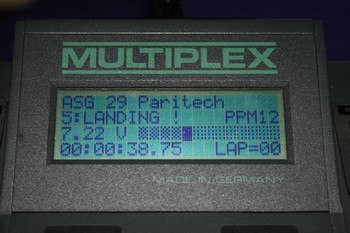 MULTIPLEX
ASG 29 Paritech
5:LANDING ! PPM12
7.22 V
00:00:38.75 LAP=00
MADE IN GERMANY